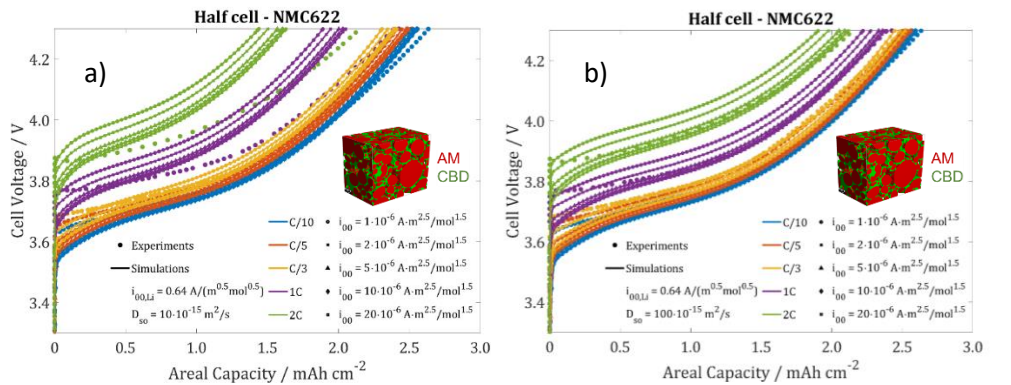 Half cell - NMC622
a)
4.2
4.0
3.8
3.6
3.4
Cell Voltage / V
AM
CBD
Experiments
Simulations
i00,Li = 0.64 A/(m0.5mol0.5)
Dso = 10·10-15 m2/s
C/10
C/5
C/3
1C
2C
i00 = 1·10-6 A·m2.5/mol1.5
i00 = 2·10-6 A·m2.5/mol1.5
i00 = 5·10-6 A·m2.5/mol1.5
i00 = 10·10-6 A·m2.5/mol1.5
i00 = 20·10-6 A·m2.5/mol1.5
0 0.5 1.0 1.5 2.0 2.5 3.0
Areal Capacity / mAh cm-2
Half cell - NMC622
b)
4.2
4.0
3.8
3.6
3.4
Cell Voltage / V
AM
CBD
Experiments
Simulations
i00,Li = 0.64 A/(m0.5mol0.5)
Dso = 100·10-15 m2/s
C/10
C/5
C/3
1C
2C
i00 = 1·10-6 A·m2.5/mol1.5
i00 = 2·10-6 A·m2.5/mol1.5
i00 = 5·10-6 A·m2.5/mol1.5
i00 = 10·10-6 A·m2.5/mol1.5
i00 = 20·10-6 A·m2.5/mol1.5
0 0.5 1.0 1.5 2.0 2.5 3.0
Areal Capacity / mAh cm-2